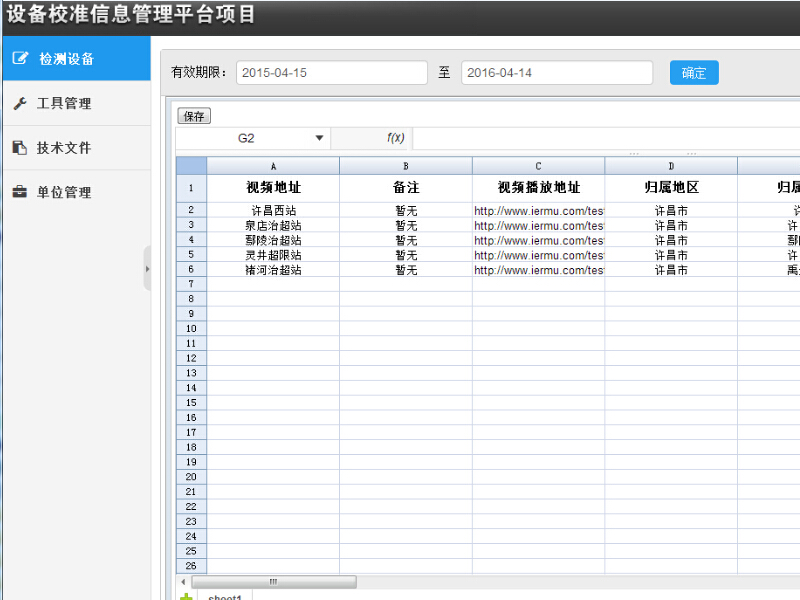 设备校准信息管理平台项目
检测设备
工具管理
技术文件
单位管理
有效期限： 2015-04-15 至 2016-04-14 确定
保存
G2 f(x)
A B C D
1 视频地址 备注 视频播放地址 归属地区 归属
2 许昌西站 暂无 http://www.iermu.com/tes 许昌市
3 泉店治超站 暂无 http://www.iermu.com/tes 许昌市 许
4 鄢陵治超站 暂无 http://www.iermu.com/tes 许昌市 鄢
5 灵井超限站 暂无 http://www.iermu.com/tes 许昌市 许
6 褚河治超站 暂无 http://www.iermu.com/tes 许昌市 禹
7
8
9
10
11
12
13
14
15
16
17
18
19
20
21
22
23
24
25
26
sheet1